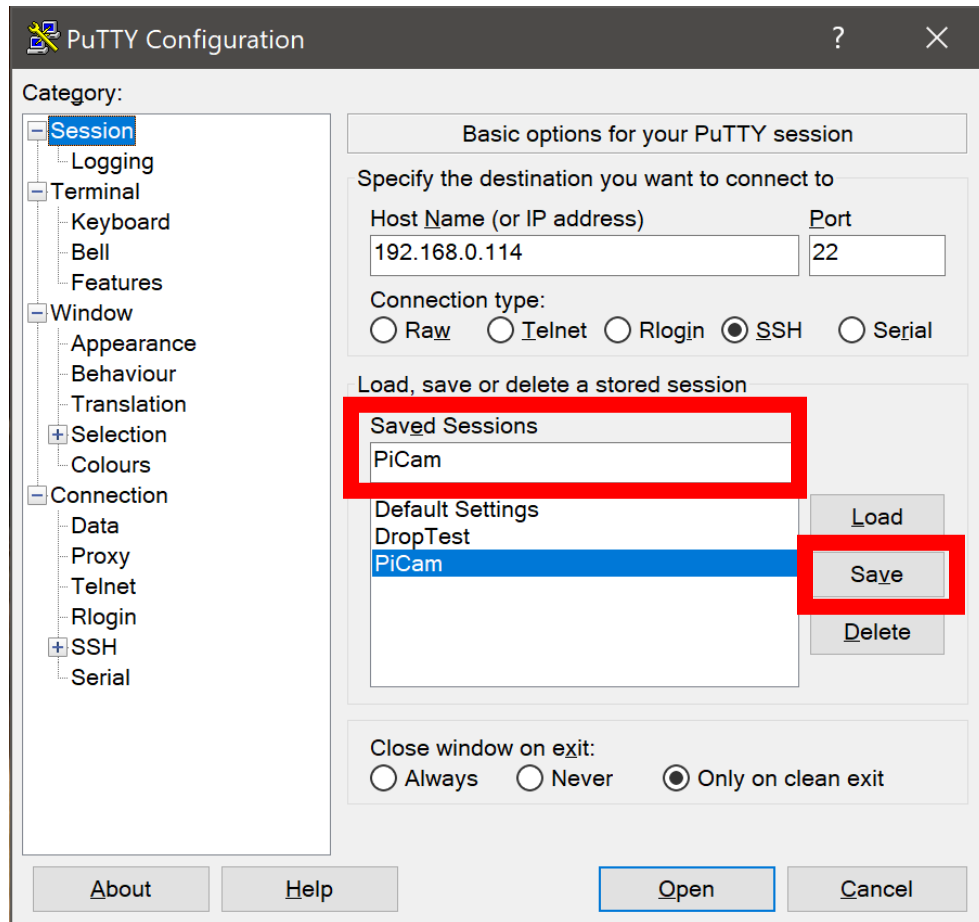 PuTTY Configuration
?
Category:
Session
Logging
Terminal
Keyboard
Bell
Features
Window
Appearance
Behaviour
Translation
Selection
Colours
Connection
Data
Proxy
Telnet
Rlogin
SSH
Serial
Basic options for your PuTTY session
Specify the destination you want to connect to
Host Name (or IP address) Port
192.168.0.114 22
Connection type:
Raw Telnet Rlogin SSH Serial
Load, save or delete a stored session
Saved Sessions
PiCam
Default Settings
DropTest
PiCam
Load
Save
Delete
Close window on exit:
Always Never Only on clean exit
About Help Open Cancel